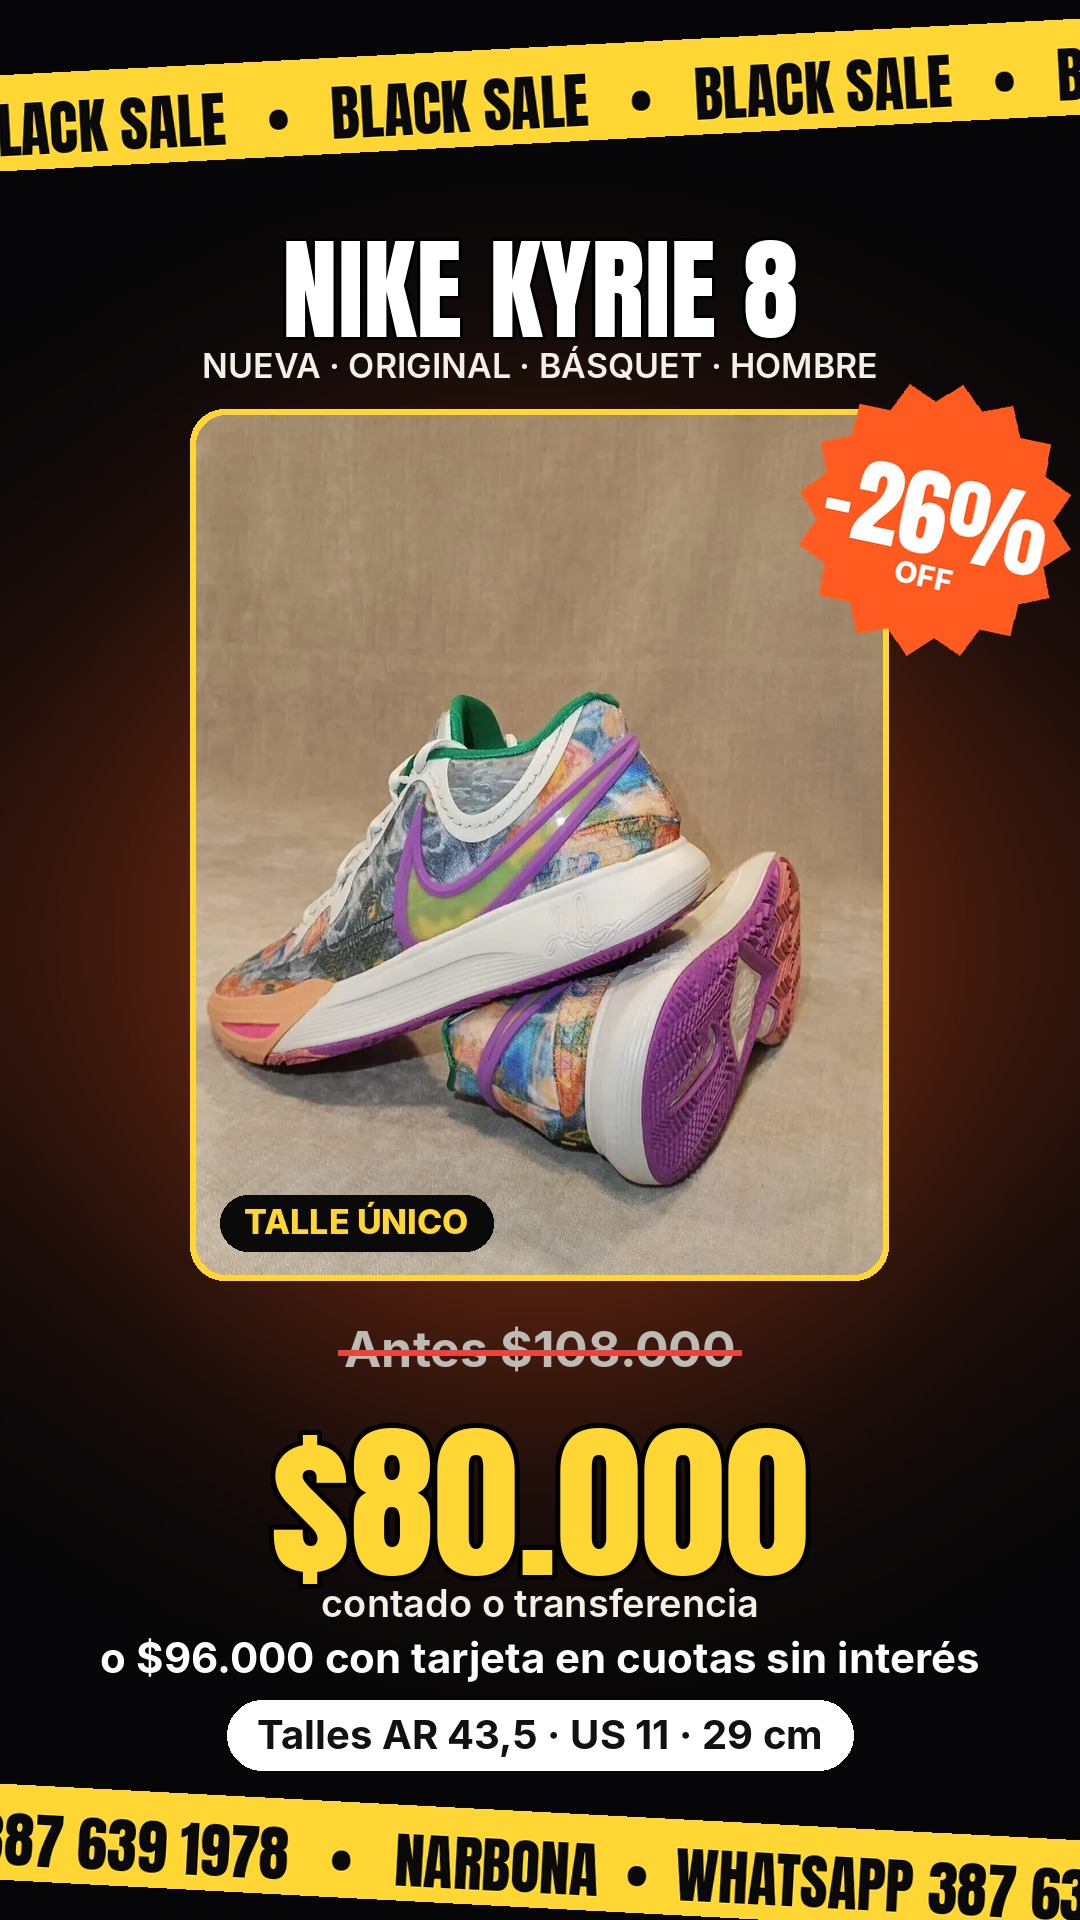 LACK SALE • BLACK SALE • BLACK SALE • B
NIKE KYRIE 8
NUEVA · ORIGINAL · BÁSQUET · HOMBRE
-26%
OFF
TALLE ÚNICO
Antes $108.000
$80.000
contado o transferencia
o $96.000 con tarjeta en cuotas sin interés
Talles AR 43,5 · US 11 · 29 cm
387 639 1978 • NARBONA • WHATSAPP 387 63